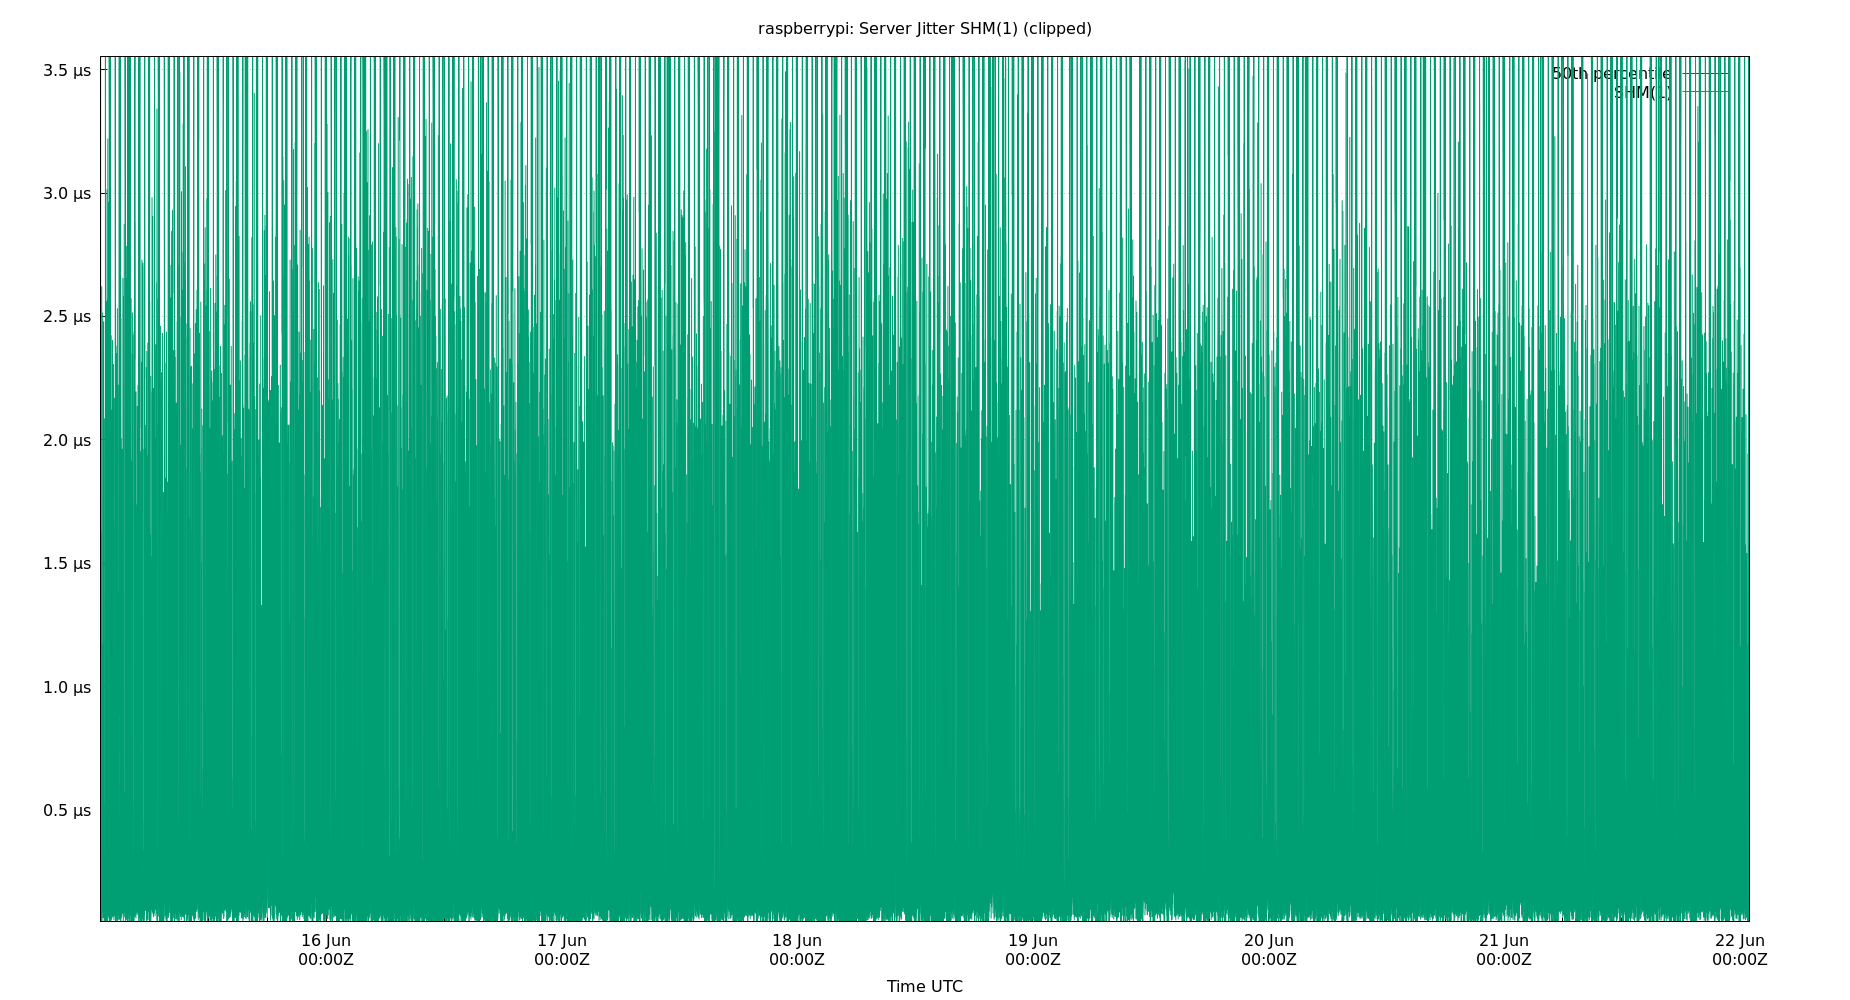 raspberrypi: Server Jitter SHM(1) (clipped)
3.5 µs
50th percentile
SHM(1)
3.0 µs
2.5 µs
2.0 µs
1.5 µs
1.0 µs
0.5 µs
16 Jun 17 Jun 18 Jun 19 Jun 20 Jun 21 Jun 22 Jun
00:00Z 00:00Z 00:00Z 00:00Z 00:00Z 00:00Z 00:00Z
Time UTC